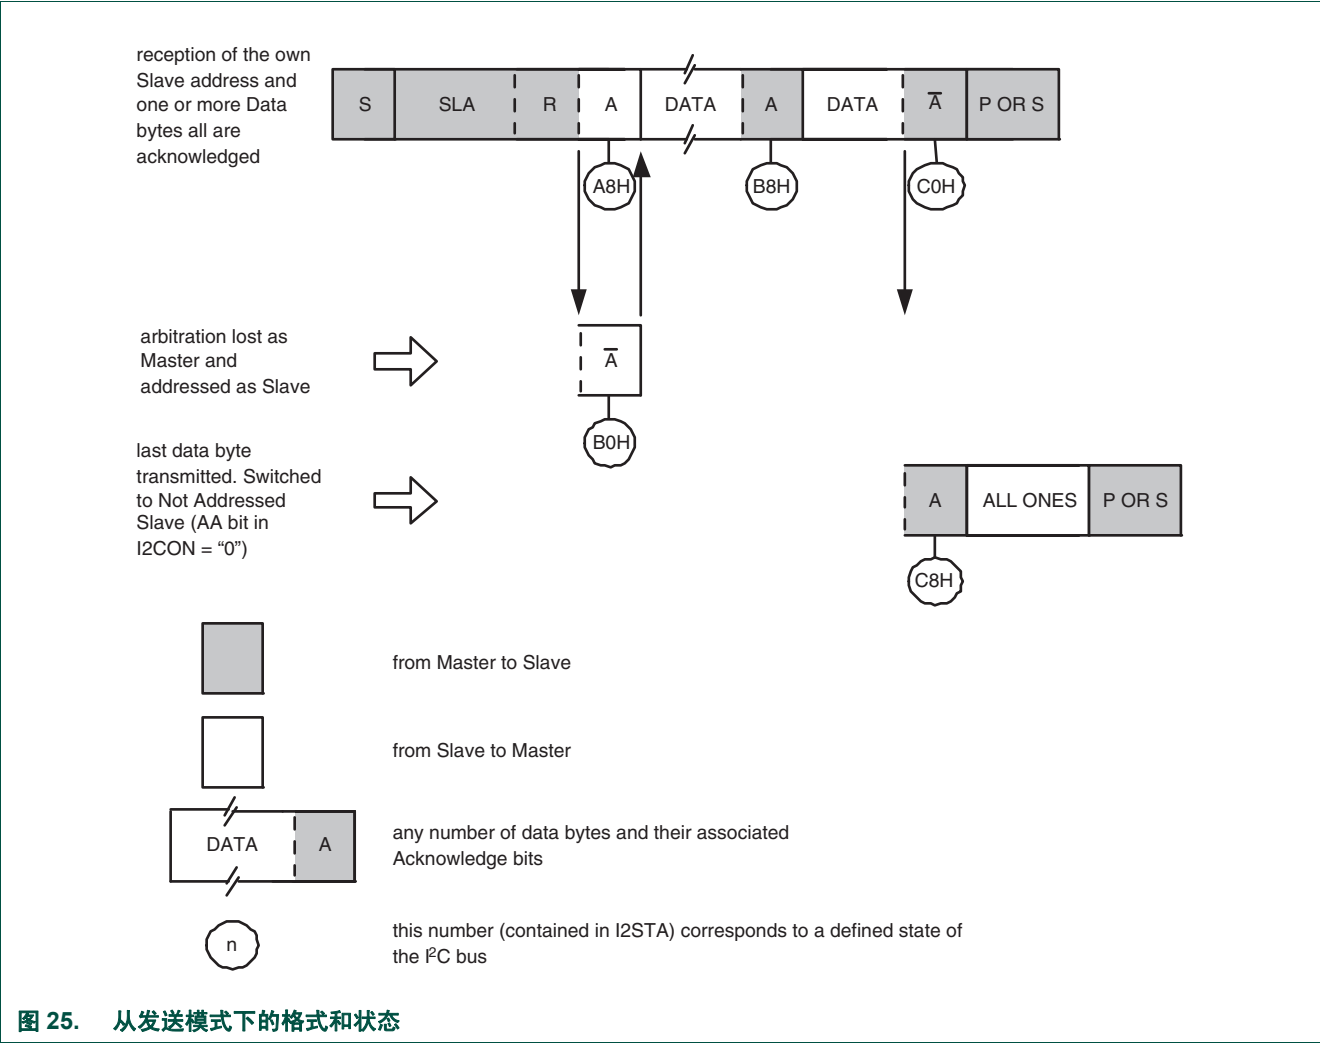 reception of the own
Slave address and
one or more Data
bytes all are
acknowledged
S SLA R A DATA A DATA A̅ P OR S
A8H B8H C0H
arbitration lost as
Master and
addressed as Slave
A̅
B0H
last data byte
transmitted. Switched
to Not Addressed
Slave (AA bit in
I2CON = “0”)
A ALL ONES P OR S
C8H
from Master to Slave
from Slave to Master
DATA A
any number of data bytes and their associated
Acknowledge bits
n
this number (contained in I2STA) corresponds to a defined state of
the I²C bus
图 25. 从发送模式下的格式和状态